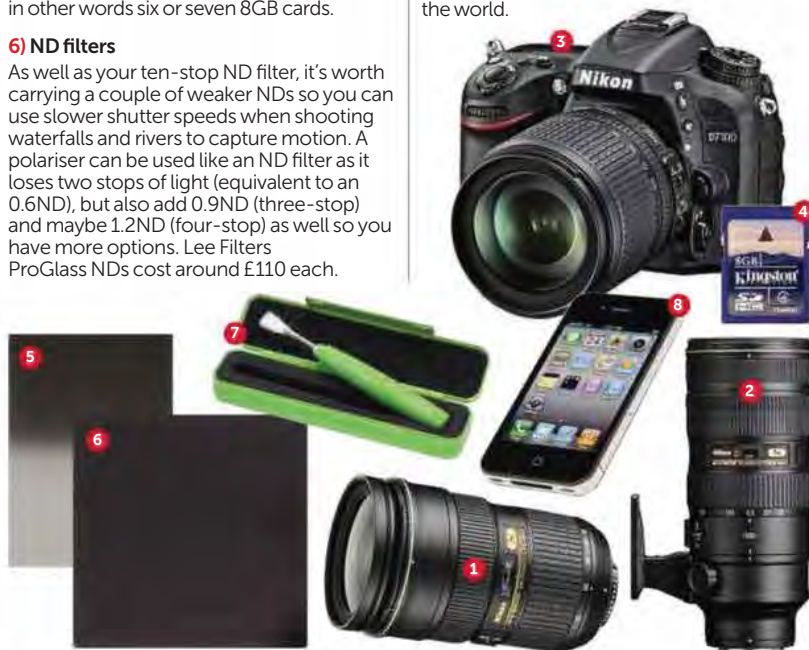 in other words six or seven 8GB cards.
6) ND filters
As well as your ten-stop ND filter, it's worth
carrying a couple of weaker NDs so you can
use slower shutter speeds when shooting
waterfalls and rivers to capture motion. A
polariser can be used like an ND filter as it
loses two stops of light (equivalent to an
0.6ND), but also add 0.9ND (three-stop)
and maybe 1.2ND (four-stop) as well so you
have more options. Lee Filters
ProGlass NDs cost around £110 each.
the world.
3
Nikon
D7100
4
8GB
Kingston
5
7
8
6
2
1